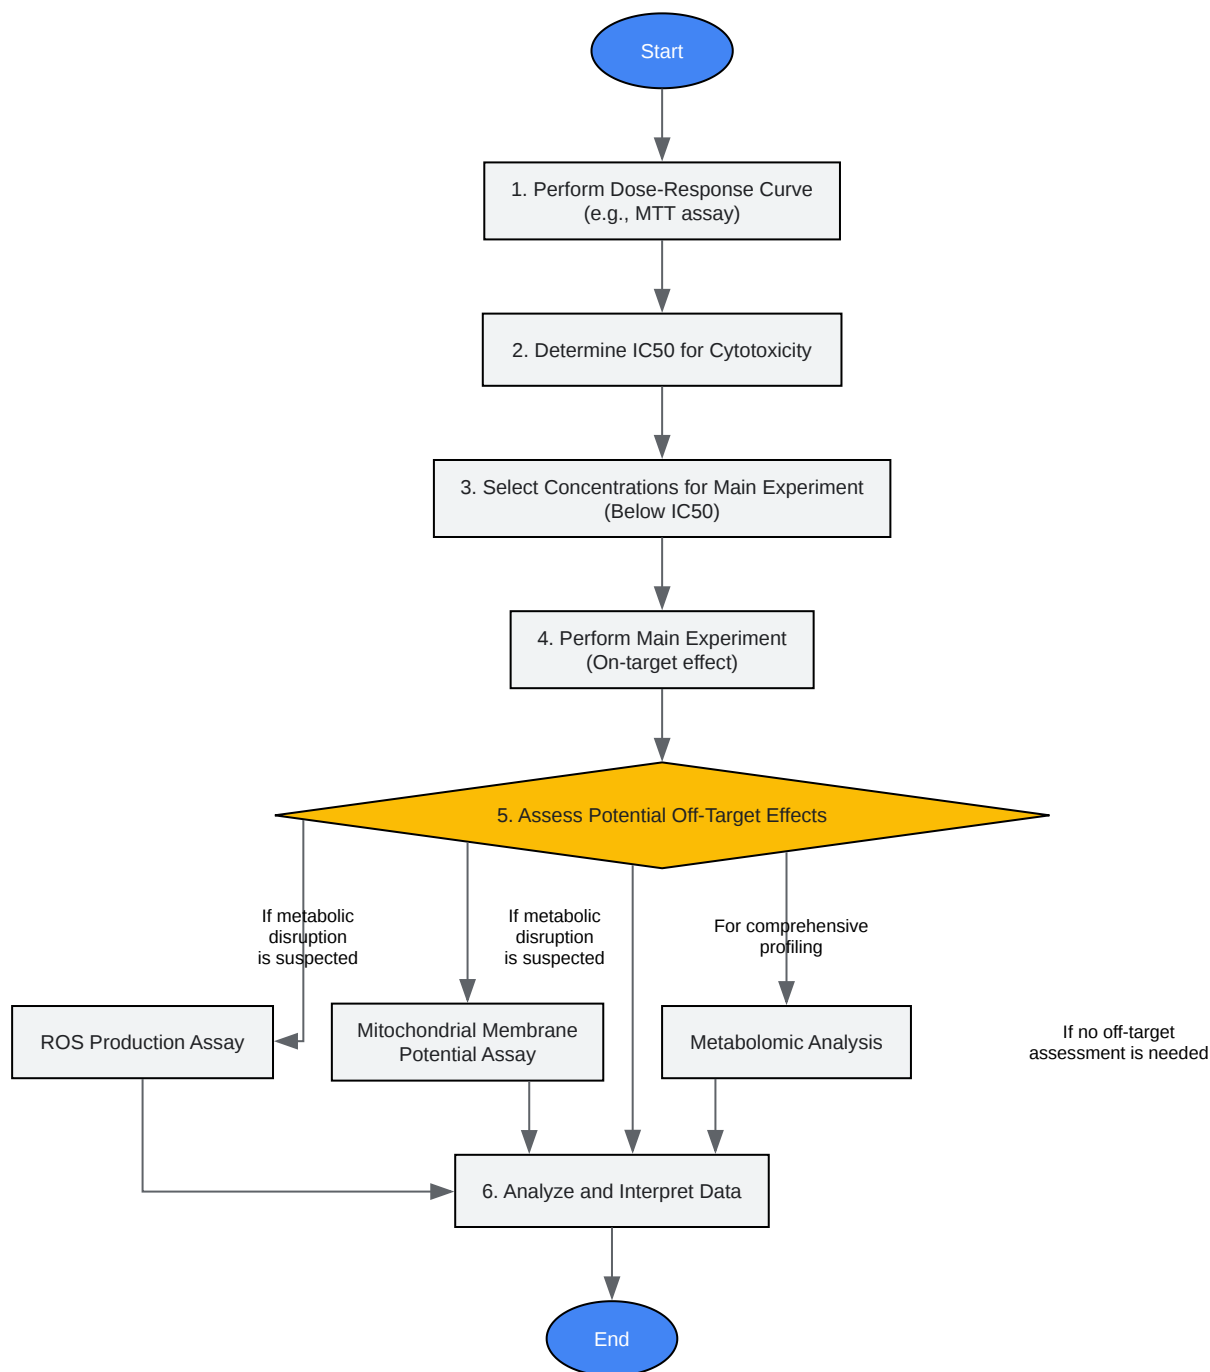 Start
1. Perform Dose-Response Curve
(e.g., MTT assay)
2. Determine IC50 for Cytotoxicity
3. Select Concentrations for Main Experiment
(Below IC50)
4. Perform Main Experiment
(On-target effect)
5. Assess Potential Off-Target Effects
If metabolic
disruption
is suspected
If metabolic
disruption
is suspected
For comprehensive
profiling
ROS Production Assay
Mitochondrial Membrane
Potential Assay
Metabolomic Analysis
If no off-target
assessment is needed
6. Analyze and Interpret Data
End